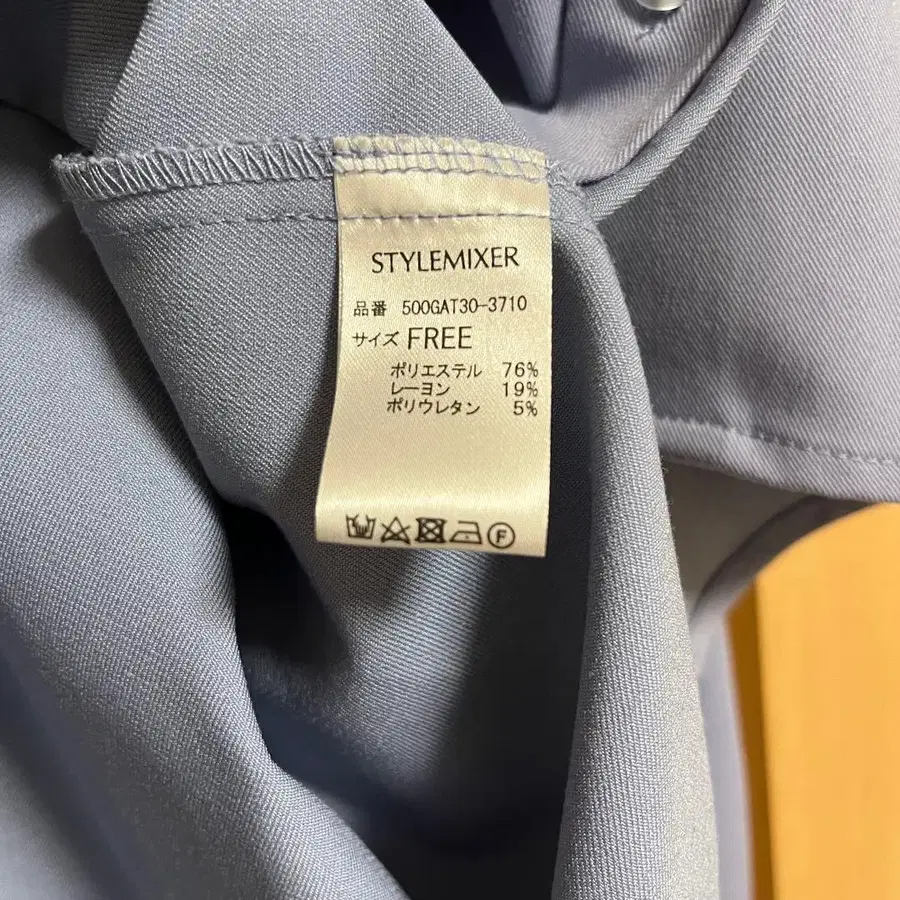 STYLEMIXER
品番 500GAT30-3710
サイズ FREE
ポリエステル 76%
レーヨン 19%
ポリウレタン 5%
F